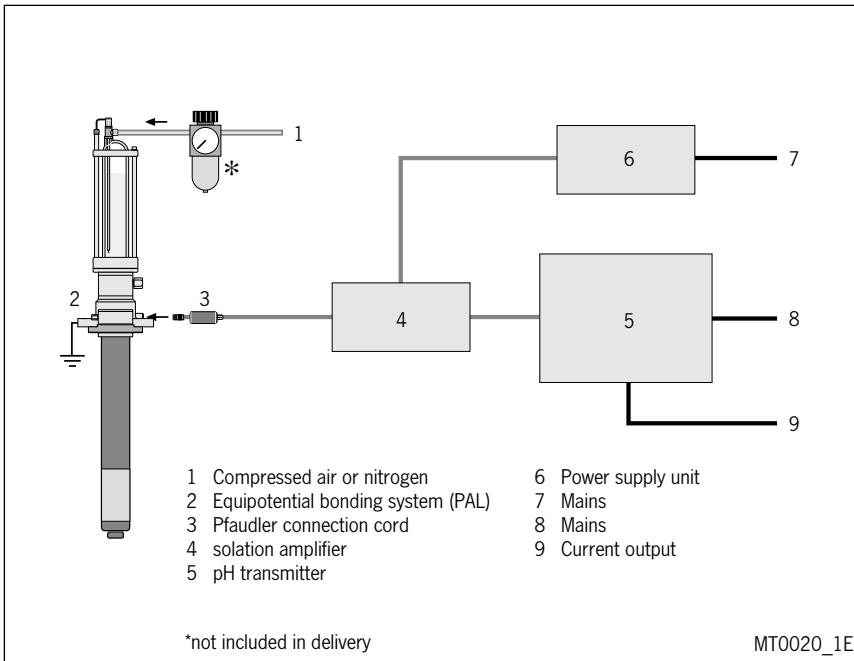 1
*
6
7
2
3
4
5
8
9
1 Compressed air or nitrogen
2 Equipotential bonding system (PAL)
3 Pfaudler connection cord
4 solation amplifier
5 pH transmitter
6 Power supply unit
7 Mains
8 Mains
9 Current output
*not included in delivery
MT0020_1E